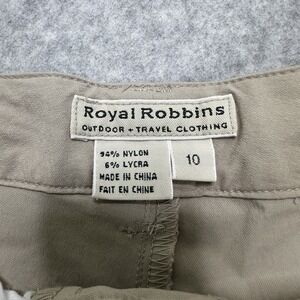 Royal Robbins
OUTDOOR + TRAVEL CLOTHING
94% NYLON
6% LYCRA
MADE IN CHINA
FAIT EN CHINE
10